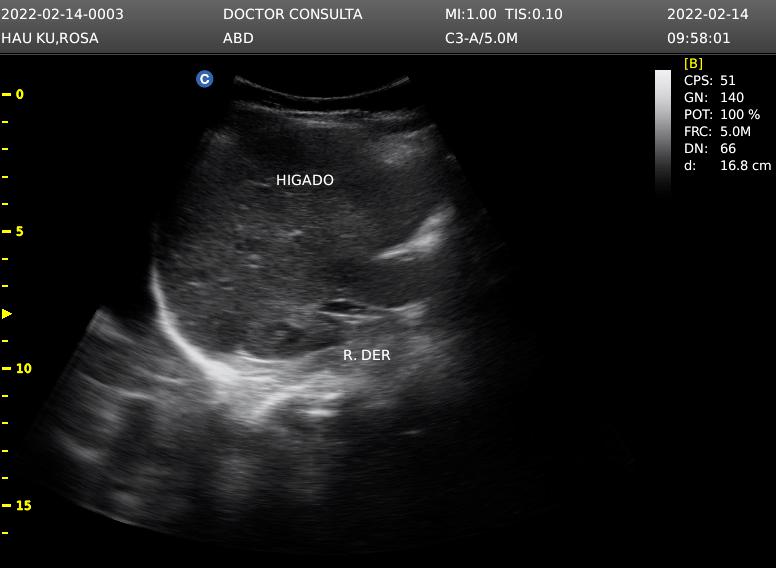 2022-02-14-0003 DOCTOR CONSULTA MI:1.00 TIS:0.10 2022-02-14
HAU KU,ROSA ABD C3-A/5.0M 09:58:01
C
[B]
CPS: 51
GN: 140
POT: 100 %
FRC: 5.0M
DN: 66
d: 16.8 cm
0
HIGADO
5
R. DER
10
15